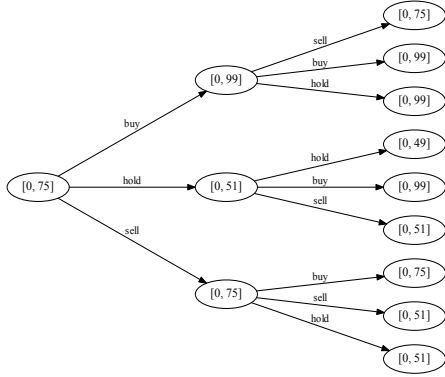 [0, 75]
sell
[0, 99]
buy
[0, 99]
hold
[0, 99]
buy
[0, 49]
hold
[0, 75]
hold
[0, 51]
buy
[0, 99]
sell
[0, 51]
sell
[0, 75]
buy
[0, 75]
sell
[0, 51]
hold
[0, 51]